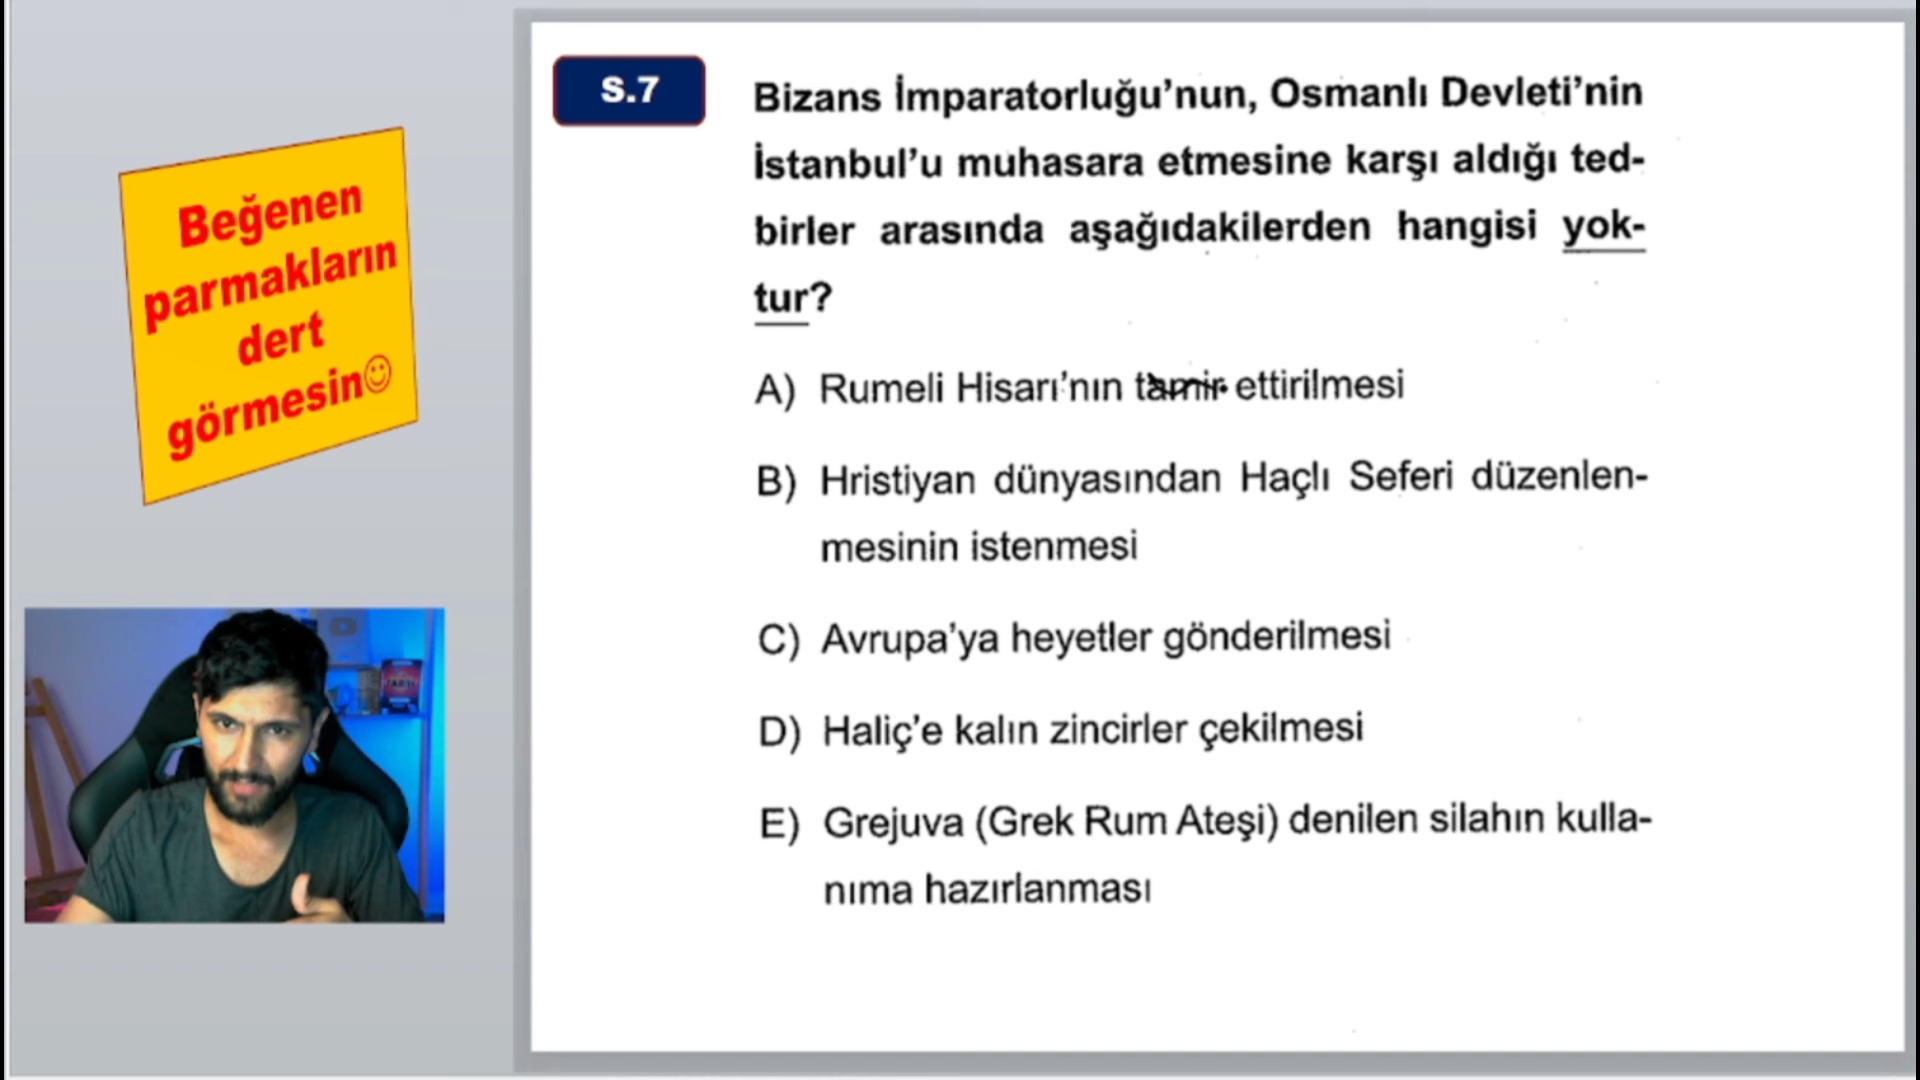 Beğenen
parmakların
dert
görmesin☺
S.7
Bizans İmparatorluğu'nun, Osmanlı Devleti'nin
İstanbul'u muhasara etmesine karşı aldığı ted-
birler arasında aşağıdakilerden hangisi yok-
tur?
A) Rumeli Hisarı'nın tamir ettirilmesi
B) Hristiyan dünyasından Haçlı Seferi düzenlen-
mesinin istenmesi
C) Avrupa'ya heyetler gönderilmesi
D) Haliç'e kalın zincirler çekilmesi
E) Grejuva (Grek Rum Ateşi) denilen silahın kulla-
nıma hazırlanması